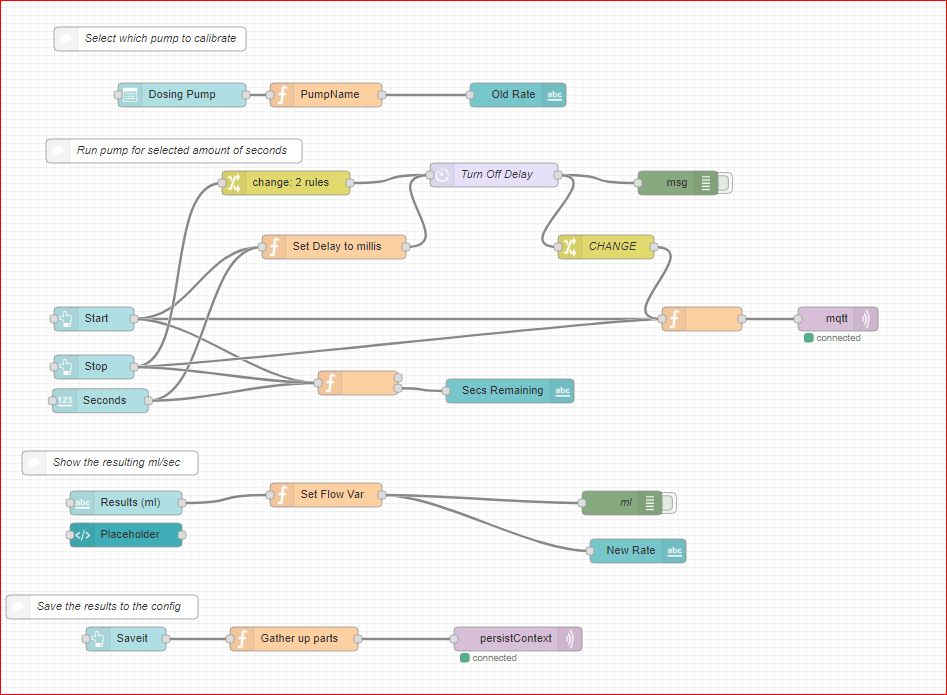 Select which pump to calibrate
Dosing Pump
PumpName
Old Rate
abc
Run pump for selected amount of seconds
change: 2 rules
Turn Off Delay
msg
Set Delay to millis
CHANGE
Start
mqtt
connected
Stop
Secs Remaining
abc
123
Seconds
Show the resulting ml/sec
abc
Results (ml)
Set Flow Var
ml
</>
Placeholder
New Rate
abc
Save the results to the config
Saveit
Gather up parts
persistContext
connected